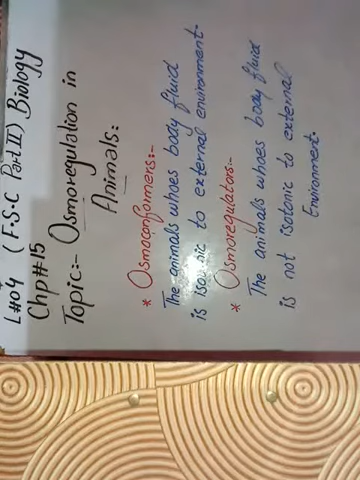 L#04 (F.S.C Part II) Biology
Chp#15
Topic:- Osmoregulation in
Animals:
* Osmoconformers:-
The animals whoes body fluid
is isotonic to external environment.
* Osmoregulators:-
The animals whoes body fluid
is not isotonic to external
Environment.